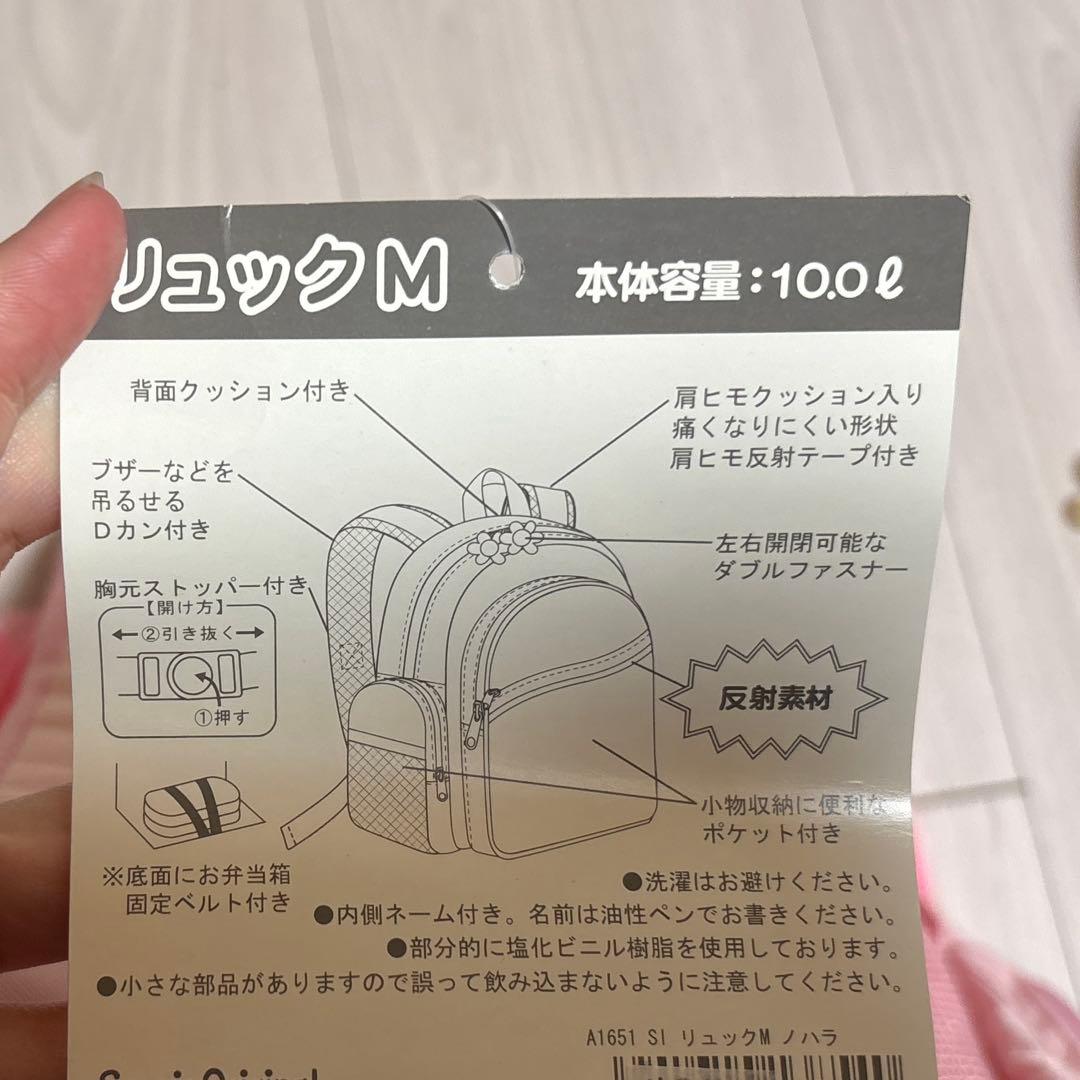 リュックM
本体容量：10.0ℓ
背面クッション付き
肩ヒモクッション入り
痛くなりにくい形状
肩ヒモ反射テープ付き
ブザーなどを
吊るせる
Dカン付き
左右開閉可能な
ダブルファスナー
胸元ストッパー付き
【開け方】
②引き抜く
①押す
反射素材
小物収納に便利な
ポケット付き
※底面にお弁当箱
固定ベルト付き
●洗濯はお避けください。
●内側ネーム付き。名前は油性ペンでお書きください。
●部分的に塩化ビニル樹脂を使用しております。
●小さな部品がありますので誤って飲み込まないように注意してください。
A1651 SI リュックM ノハラ